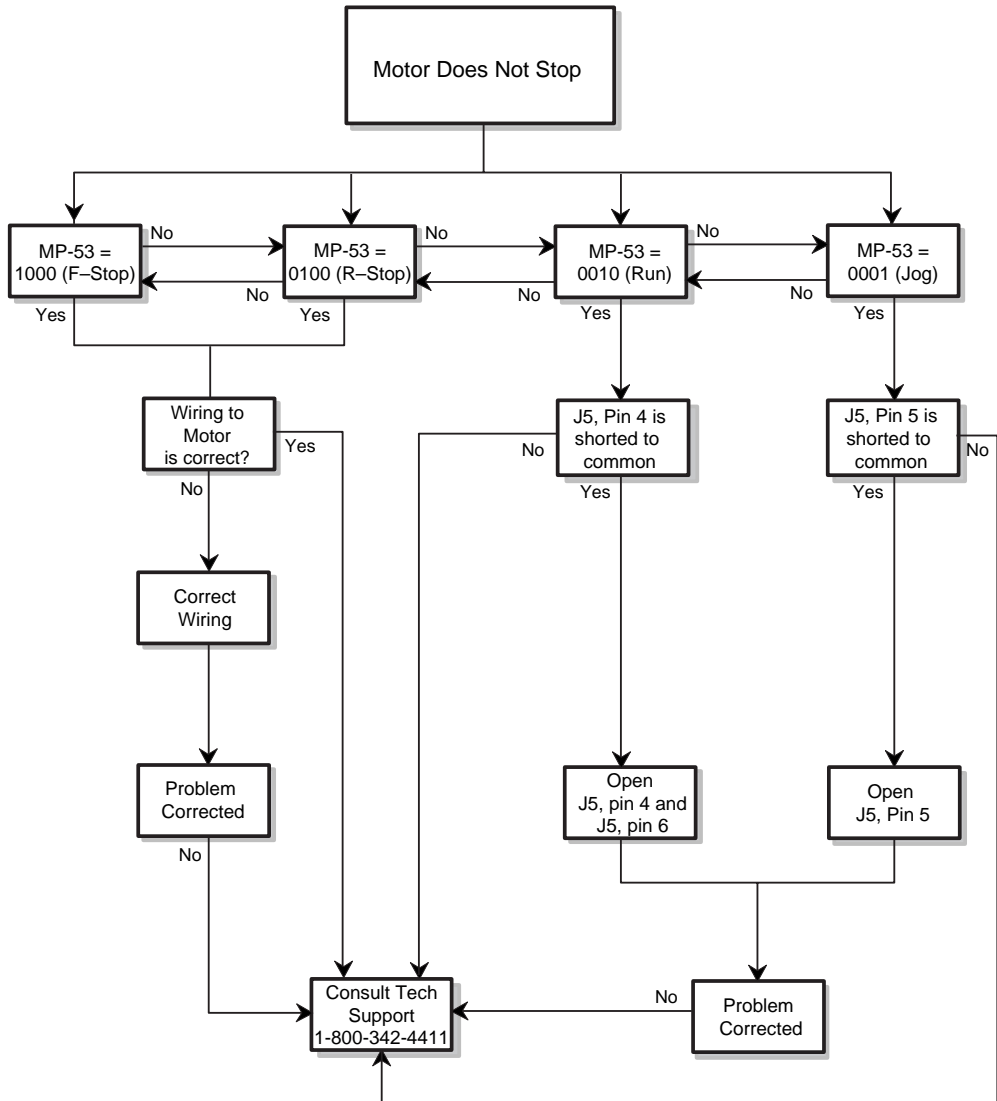 Motor Does Not Stop
No
No
No
MP-53 =
1000 (F–Stop)
MP-53 =
0100 (R–Stop)
MP-53 =
0010 (Run)
MP-53 =
0001 (Jog)
No
No
No
Yes
Yes
Yes
Yes
Wiring to
Motor
is correct?
Yes
No
J5, Pin 4 is
shorted to
common
No
Yes
J5, Pin 5 is
shorted to
common
No
Yes
Correct
Wiring
Problem
Corrected
No
Open
J5, pin 4 and
J5, pin 6
Open
J5, Pin 5
Consult Tech
Support
1-800-342-4411
No
Problem
Corrected